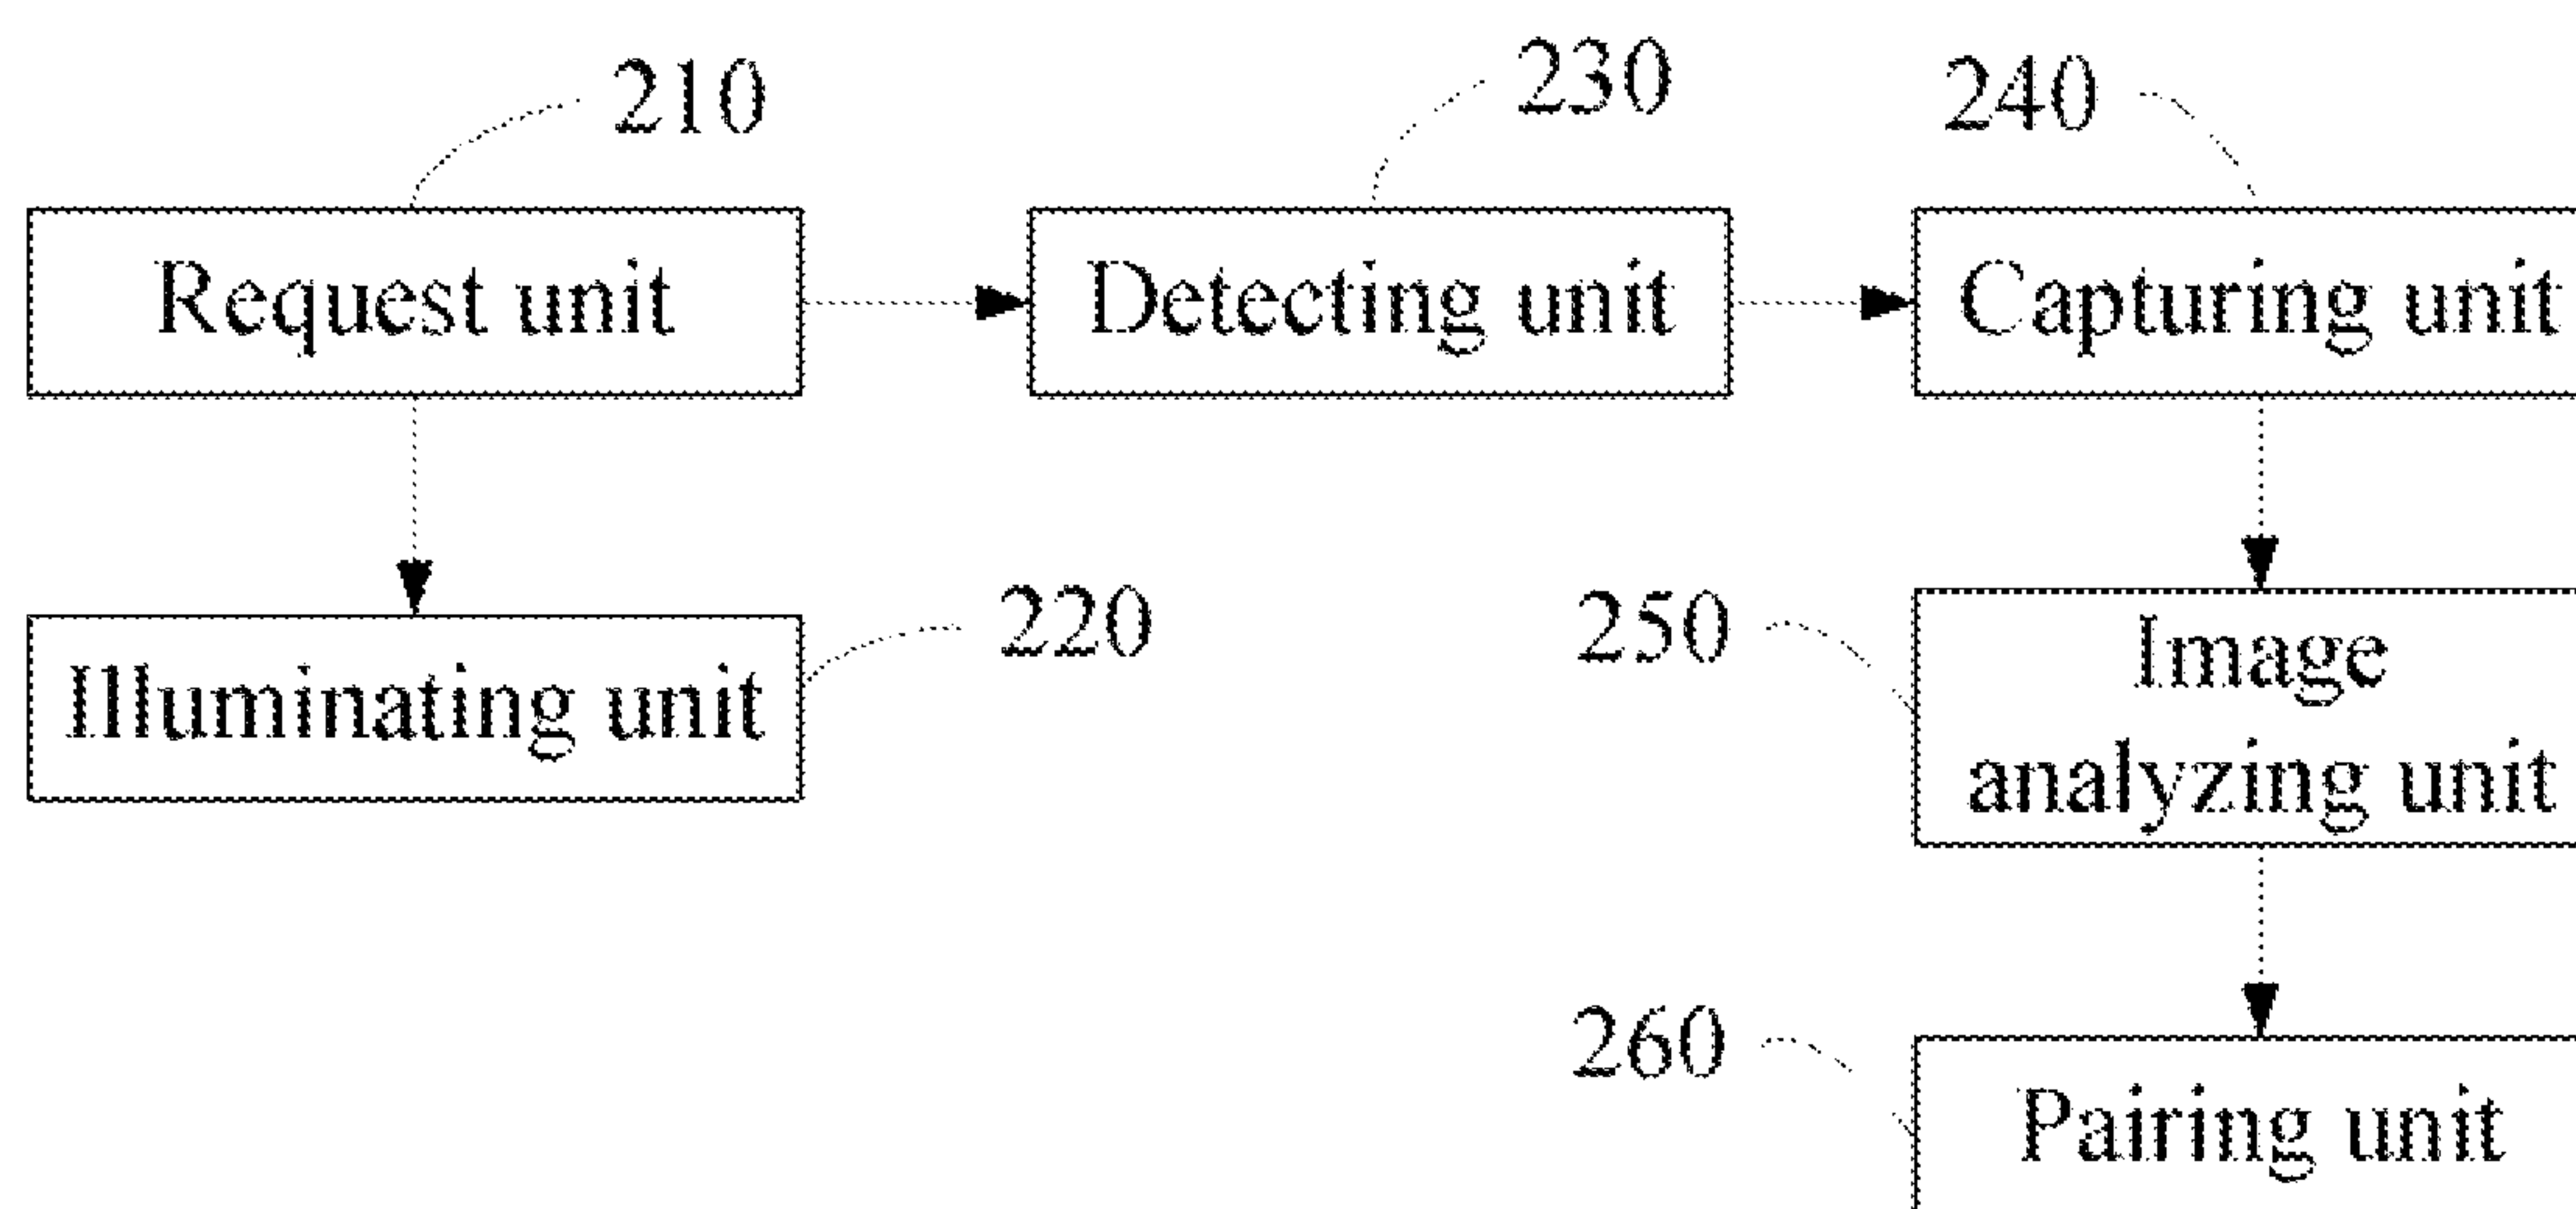 210
230
240
Request unit
Detecting unit
Capturing unit
220
250
Illuminating unit
Image
analyzing unit
260
Pairing unit